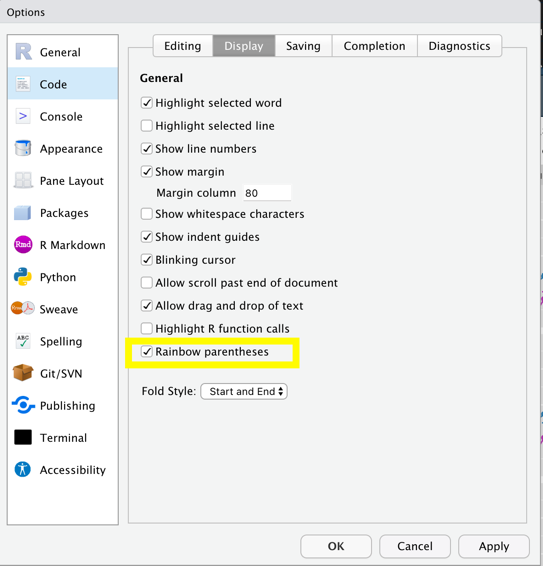 Options
General
Code
Console
Appearance
Pane Layout
Packages
Rmd R Markdown
Python
Sweave
ABC Spelling
Git/SVN
Publishing
Terminal
Accessibility
Editing Display Saving Completion Diagnostics
General
Highlight selected word
Highlight selected line
Show line numbers
Show margin
Margin column 80
Show whitespace characters
Show indent guides
Blinking cursor
Allow scroll past end of document
Allow drag and drop of text
Highlight R function calls
Rainbow parentheses
Fold Style: Start and End
OK Cancel Apply